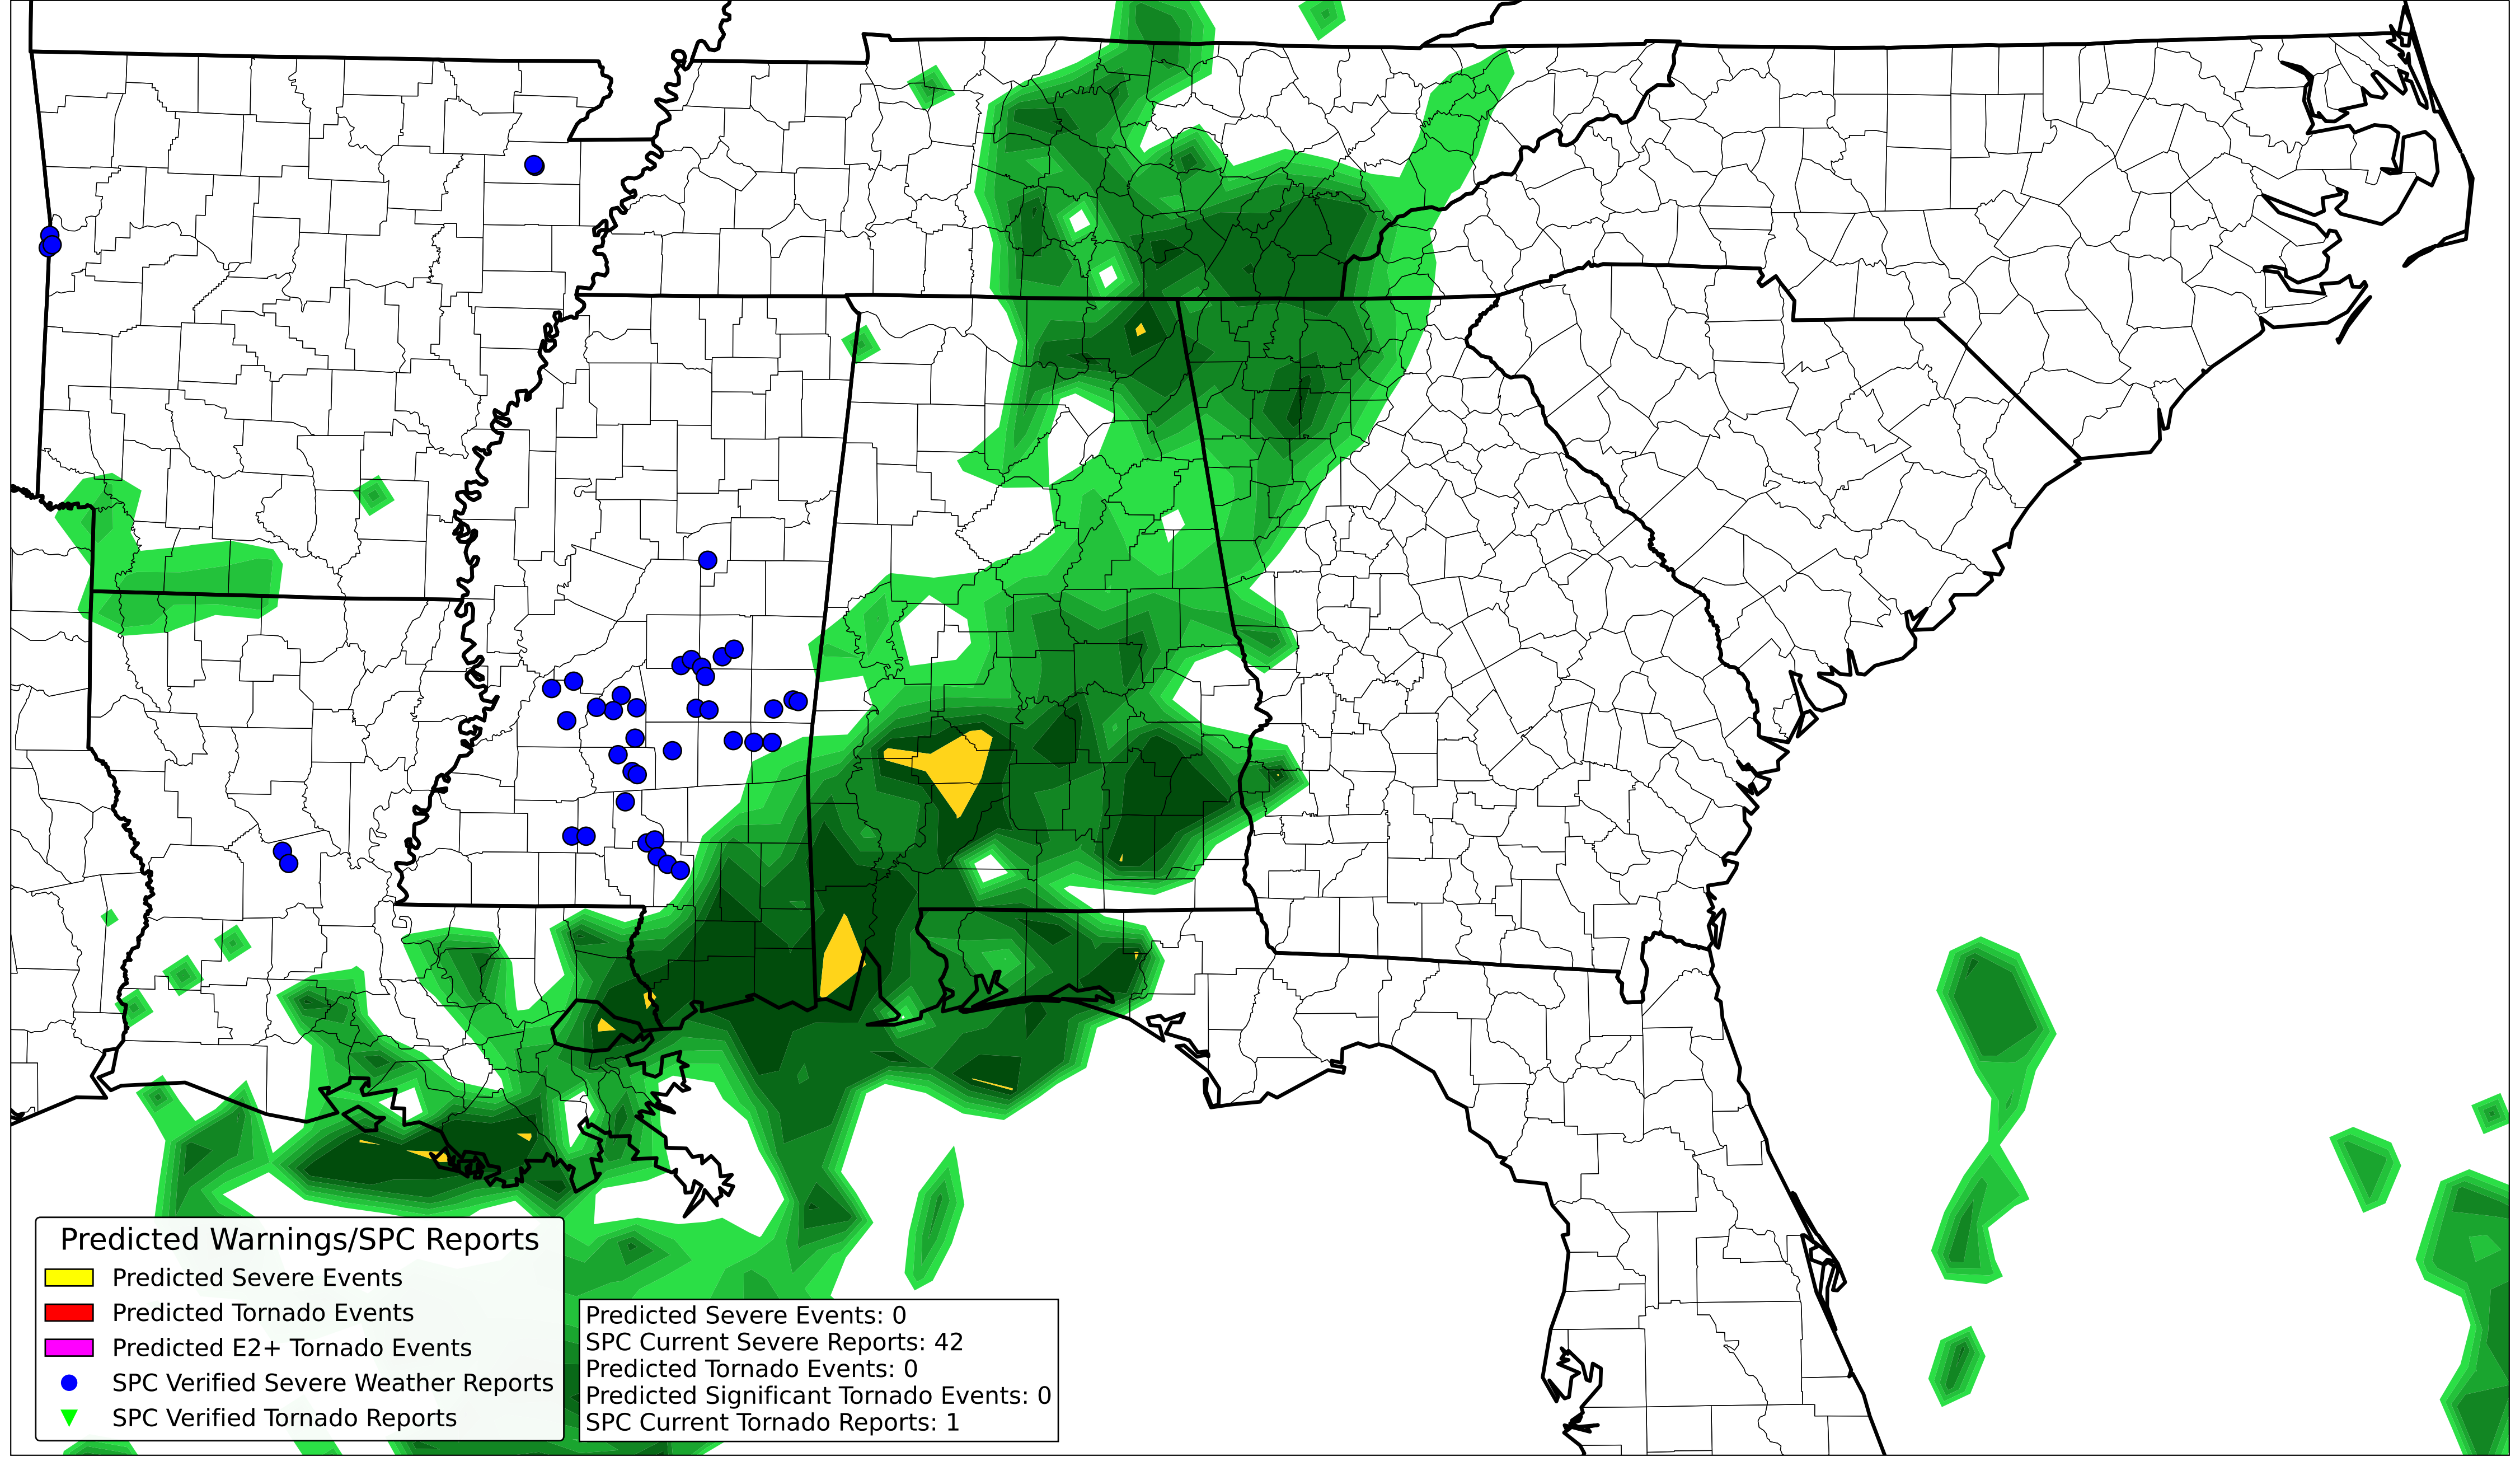 Predicted Warnings/SPC Reports
Predicted Severe Events
Predicted Tornado Events
Predicted E2+ Tornado Events
SPC Verified Severe Weather Reports
SPC Verified Tornado Reports
Predicted Severe Events: 0
SPC Current Severe Reports: 42
Predicted Tornado Events: 0
Predicted Significant Tornado Events: 0
SPC Current Tornado Reports: 1